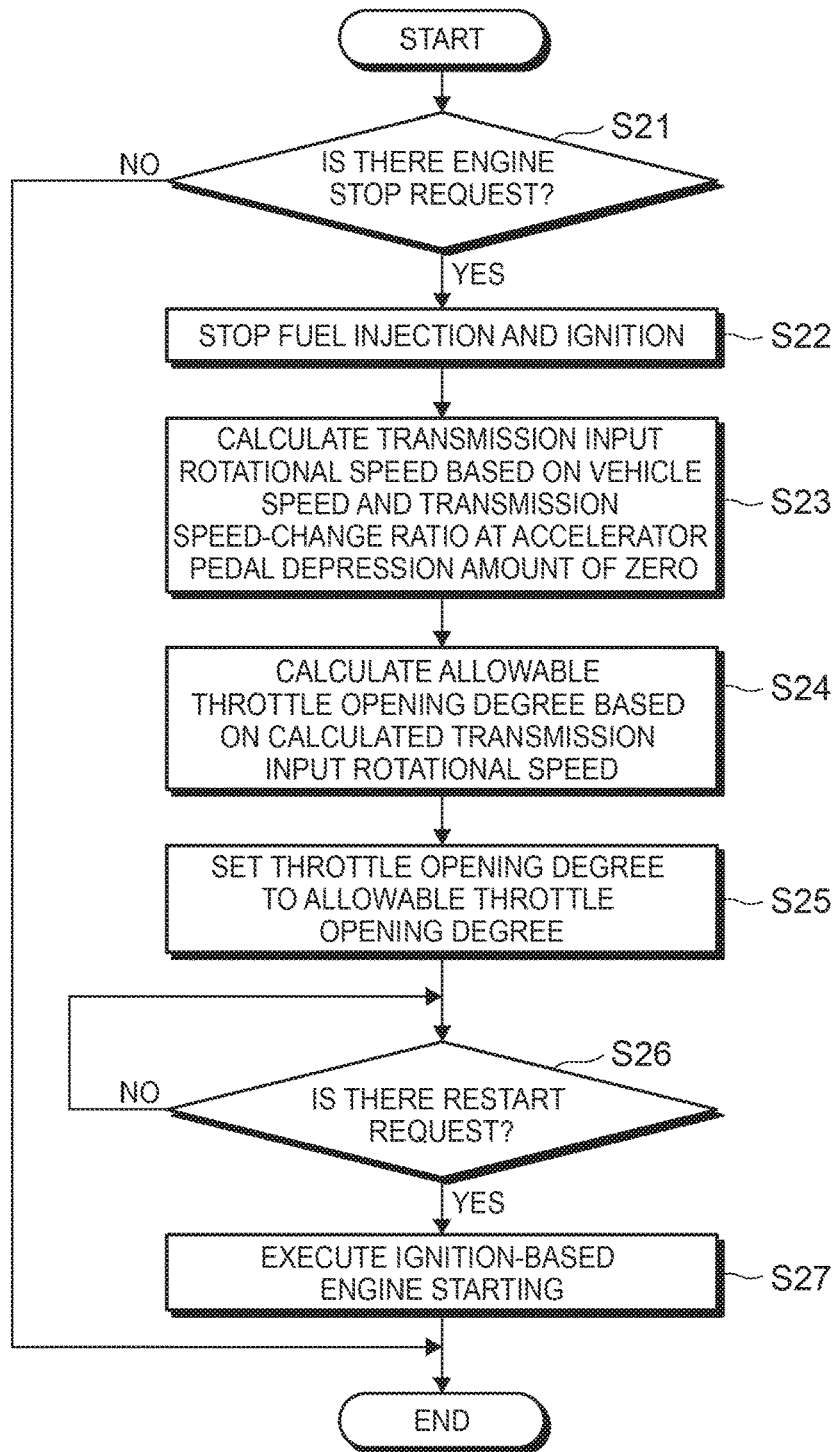 START
S21
NO
IS THERE ENGINE
STOP REQUEST?
YES
STOP FUEL INJECTION AND IGNITION
S22
CALCULATE TRANSMISSION INPUT
ROTATIONAL SPEED BASED ON VEHICLE
SPEED AND TRANSMISSION
SPEED-CHANGE RATIO AT ACCELERATOR
PEDAL DEPRESSION AMOUNT OF ZERO
S23
CALCULATE ALLOWABLE
THROTTLE OPENING DEGREE BASED
ON CALCULATED TRANSMISSION
INPUT ROTATIONAL SPEED
S24
SET THROTTLE OPENING DEGREE
TO ALLOWABLE THROTTLE
OPENING DEGREE
S25
S26
NO
IS THERE RESTART
REQUEST?
YES
EXECUTE IGNITION-BASED
ENGINE STARTING
S27
END